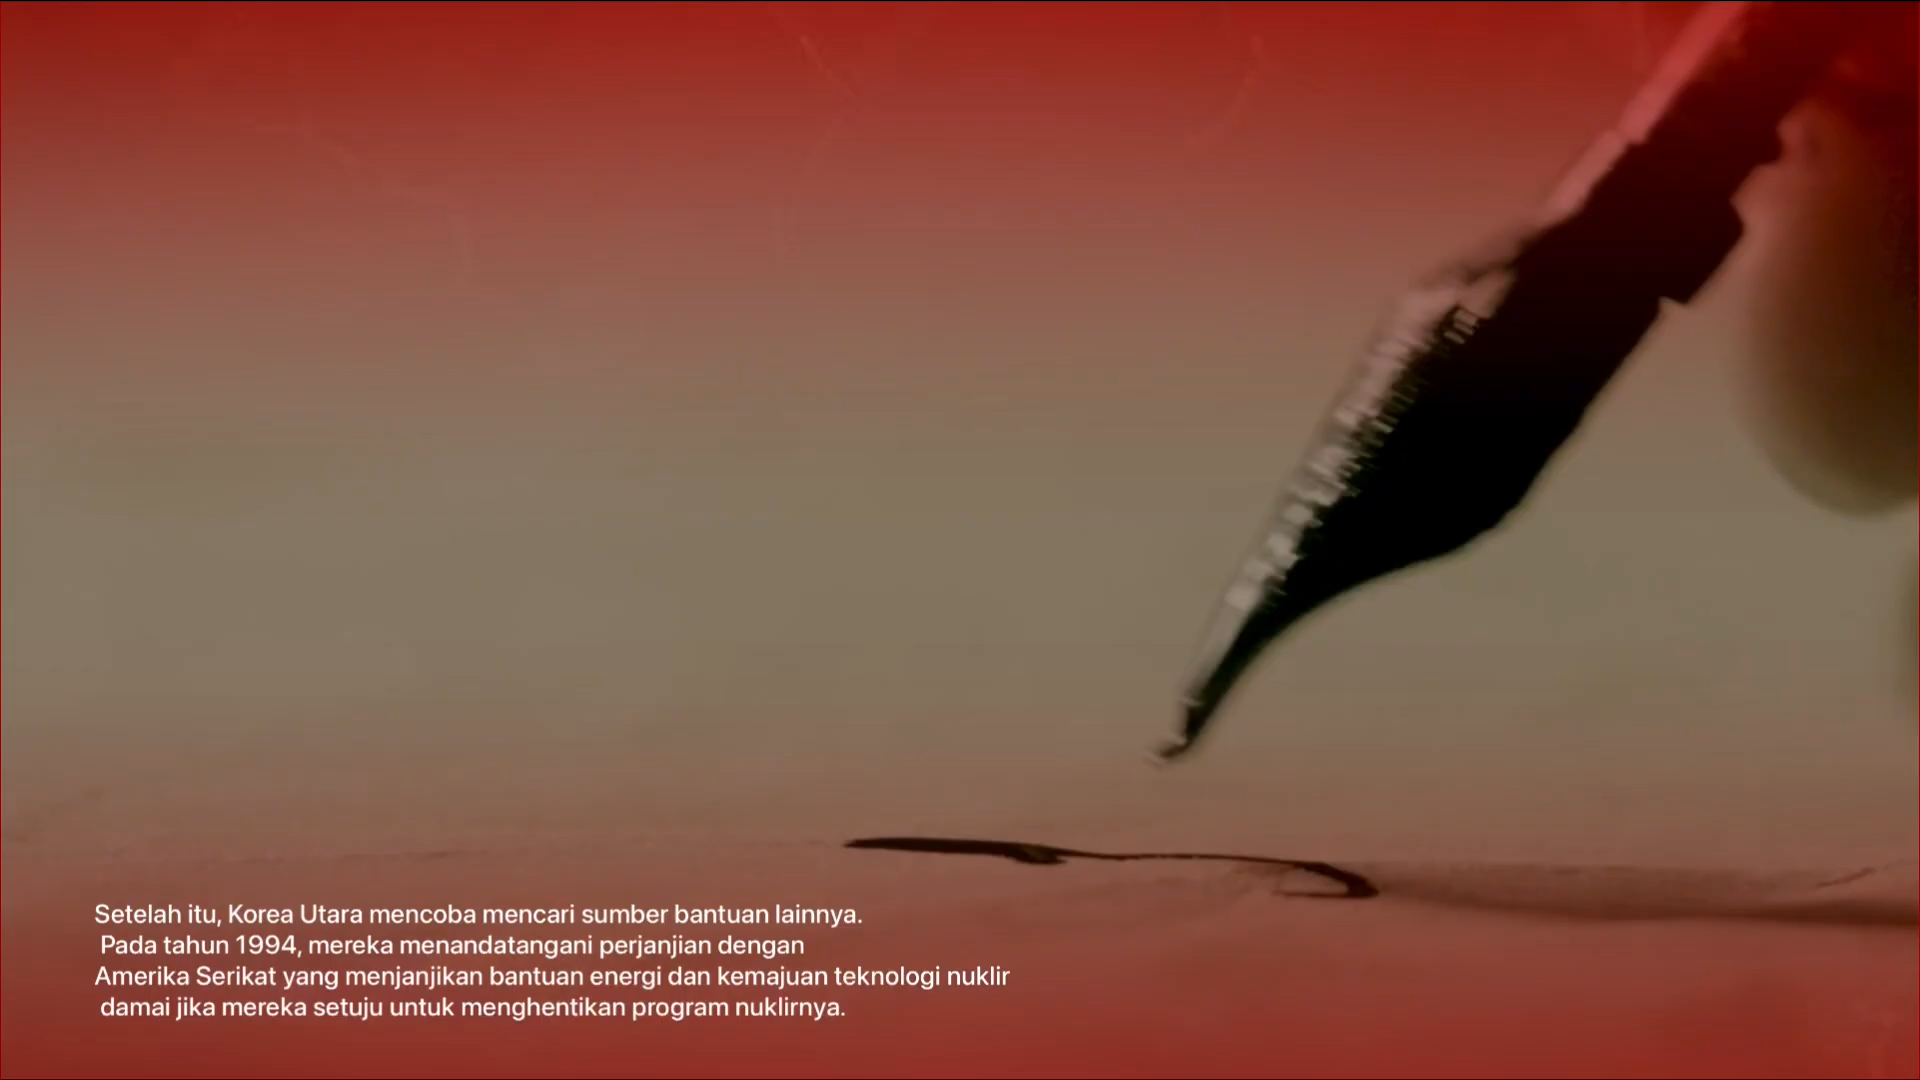 Setelah itu, Korea Utara mencoba mencari sumber bantuan lainnya.
Pada tahun 1994, mereka menandatangani perjanjian dengan
Amerika Serikat yang menjanjikan bantuan energi dan kemajuan teknologi nuklir
damai jika mereka setuju untuk menghentikan program nuklirnya.